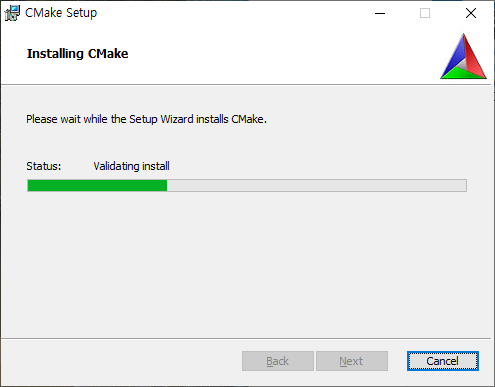 CMake Setup
Installing CMake
Please wait while the Setup Wizard installs CMake.
Status: Validating install
Back Next Cancel